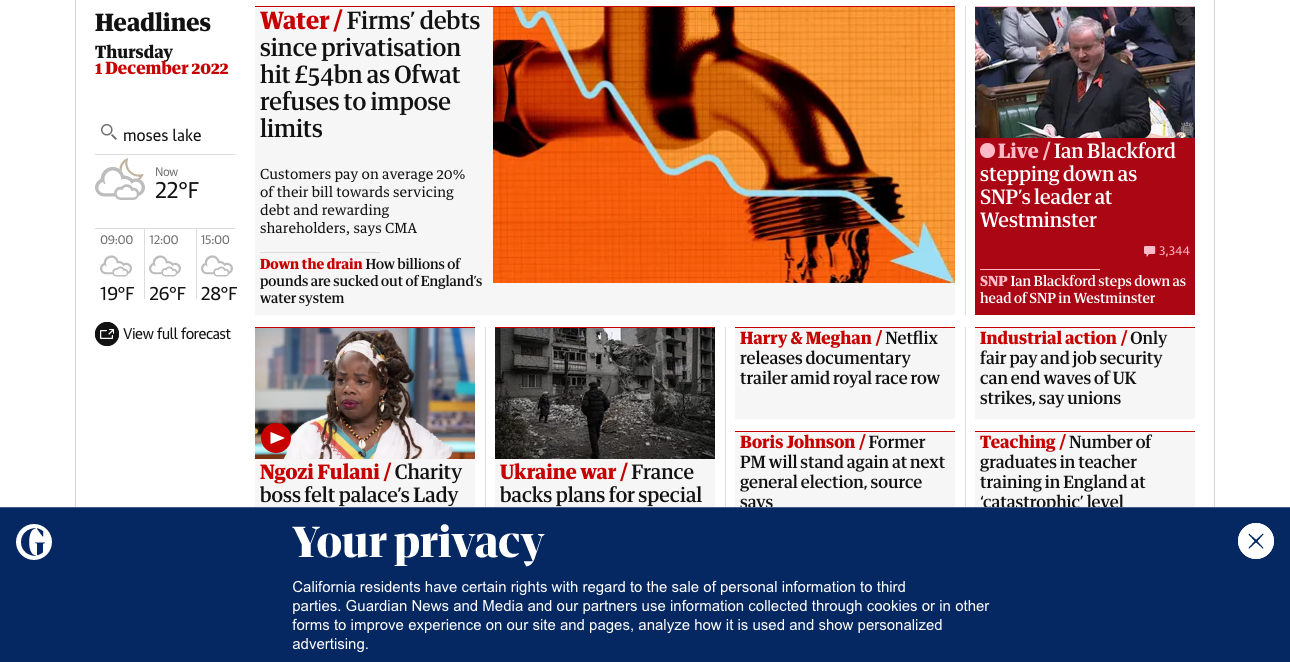 Headlines
Thursday
1 December 2022
moses lake
Now
22°F
09:00
19°F
12:00
26°F
15:00
28°F
View full forecast
Water / Firms’ debts
since privatisation
hit £54bn as Ofwat
refuses to impose
limits
Customers pay on average 20%
of their bill towards servicing
debt and rewarding
shareholders, says CMA
Down the drain How billions of
pounds are sucked out of England’s
water system
Live / Ian Blackford
stepping down as
SNP’s leader at
Westminster
3,344
SNP Ian Blackford steps down as
head of SNP in Westminster
Ngozi Fulani / Charity
boss felt palace’s Lady
Ukraine war / France
backs plans for special
Harry & Meghan / Netflix
releases documentary
trailer amid royal race row
Boris Johnson / Former
PM will stand again at next
general election, source
says
Industrial action / Only
fair pay and job security
can end waves of UK
strikes, say unions
Teaching / Number of
graduates in teacher
training in England at
‘catastrophic’ level
G
Your privacy
California residents have certain rights with regard to the sale of personal information to third
parties. Guardian News and Media and our partners use information collected through cookies or in other
forms to improve experience on our site and pages, analyze how it is used and show personalized
advertising.